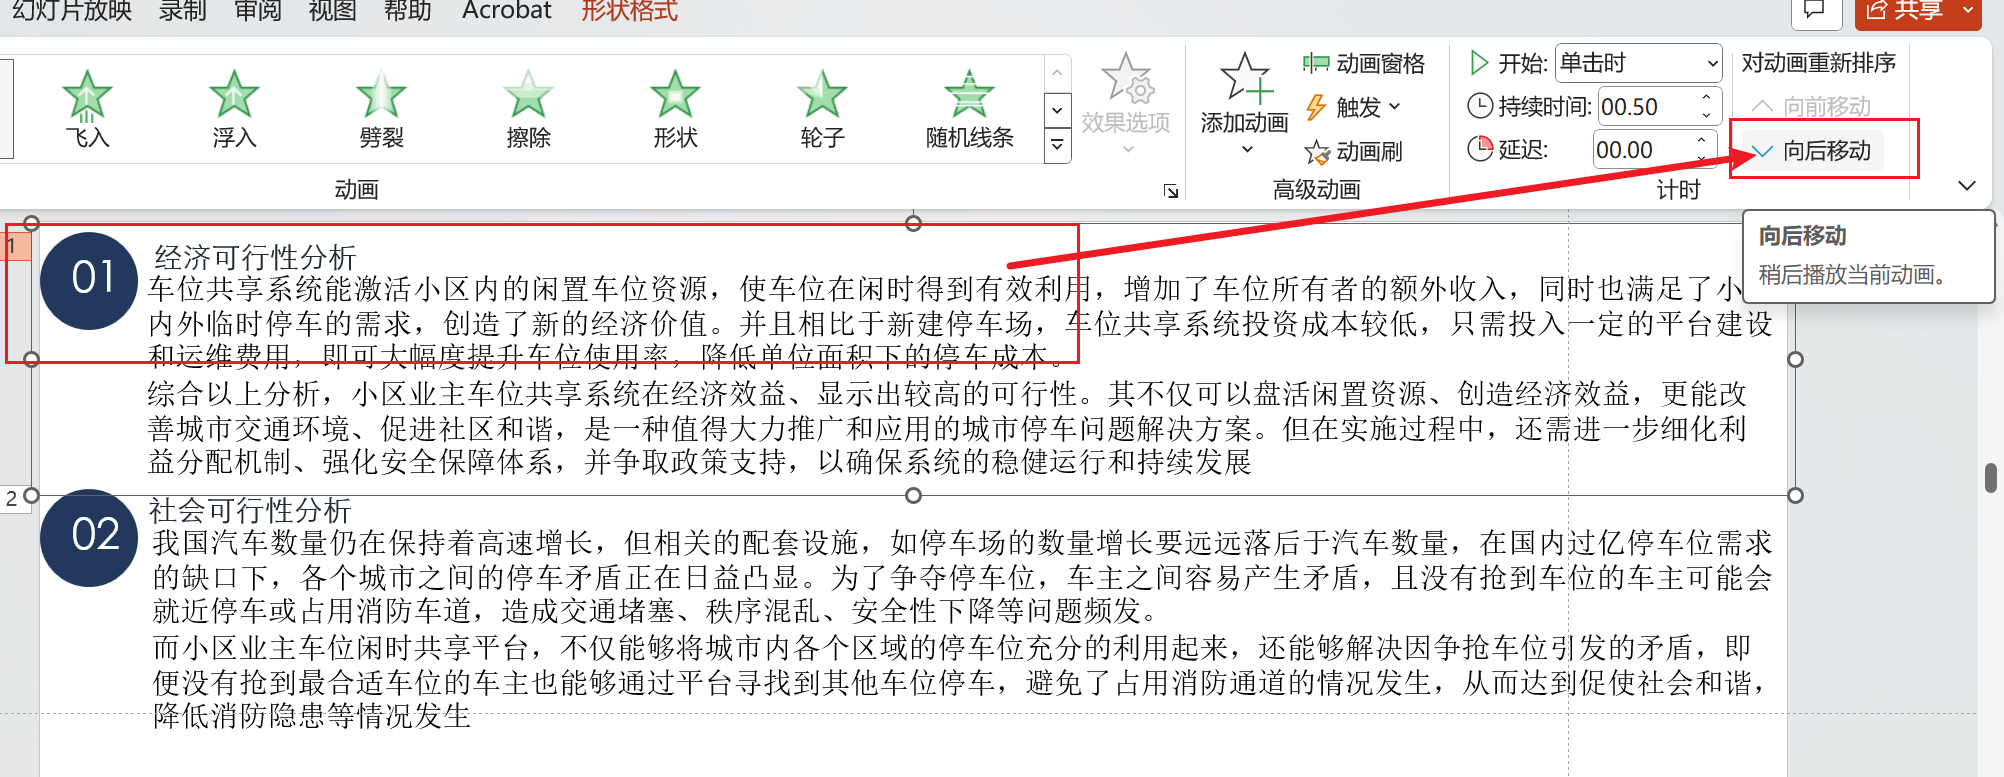 幻灯片放映 录制 审阅 视图 帮助 Acrobat 形状格式 共享
飞入 浮入 劈裂 擦除 形状 轮子 随机线条
动画
效果选项
添加动画
动画窗格
触发
动画刷
高级动画
开始: 单击时
持续时间: 00.50
延迟: 00.00
计时
对动画重新排序
向前移动
向后移动
向后移动
稍后播放当前动画。
1
01
经济可行性分析
车位共享系统能激活小区内的闲置车位资源，使车位在闲时得到有效利用，增加了车位所有者的额外收入，同时也满足了小
内外临时停车的需求，创造了新的经济价值。并且相比于新建停车场，车位共享系统投资成本较低，只需投入一定的平台建设
和运维费用，即可大幅度提升车位使用率，降低单位面积下的停车成本。
综合以上分析，小区业主车位共享系统在经济效益、显示出较高的可行性。其不仅可以盘活闲置资源、创造经济效益，更能改
善城市交通环境、促进社区和谐，是一种值得大力推广和应用的城市停车问题解决方案。但在实施过程中，还需进一步细化利
益分配机制、强化安全保障体系，并争取政策支持，以确保系统的稳健运行和持续发展
2
02
社会可行性分析
我国汽车数量仍在保持着高速增长，但相关的配套设施，如停车场的数量增长要远远落后于汽车数量，在国内过亿停车位需求
的缺口下，各个城市之间的停车矛盾正在日益凸显。为了争夺停车位，车主之间容易产生矛盾，且没有抢到车位的车主可能会
就近停车或占用消防车道，造成交通堵塞、秩序混乱、安全性下降等问题频发。
而小区业主车位闲时共享平台，不仅能够将城市内各个区域的停车位充分的利用起来，还能够解决因争抢车位引发的矛盾，即
便没有抢到最合适车位的车主也能够通过平台寻找到其他车位停车，避免了占用消防通道的情况发生，从而达到促使社会和谐，
降低消防隐患等情况发生